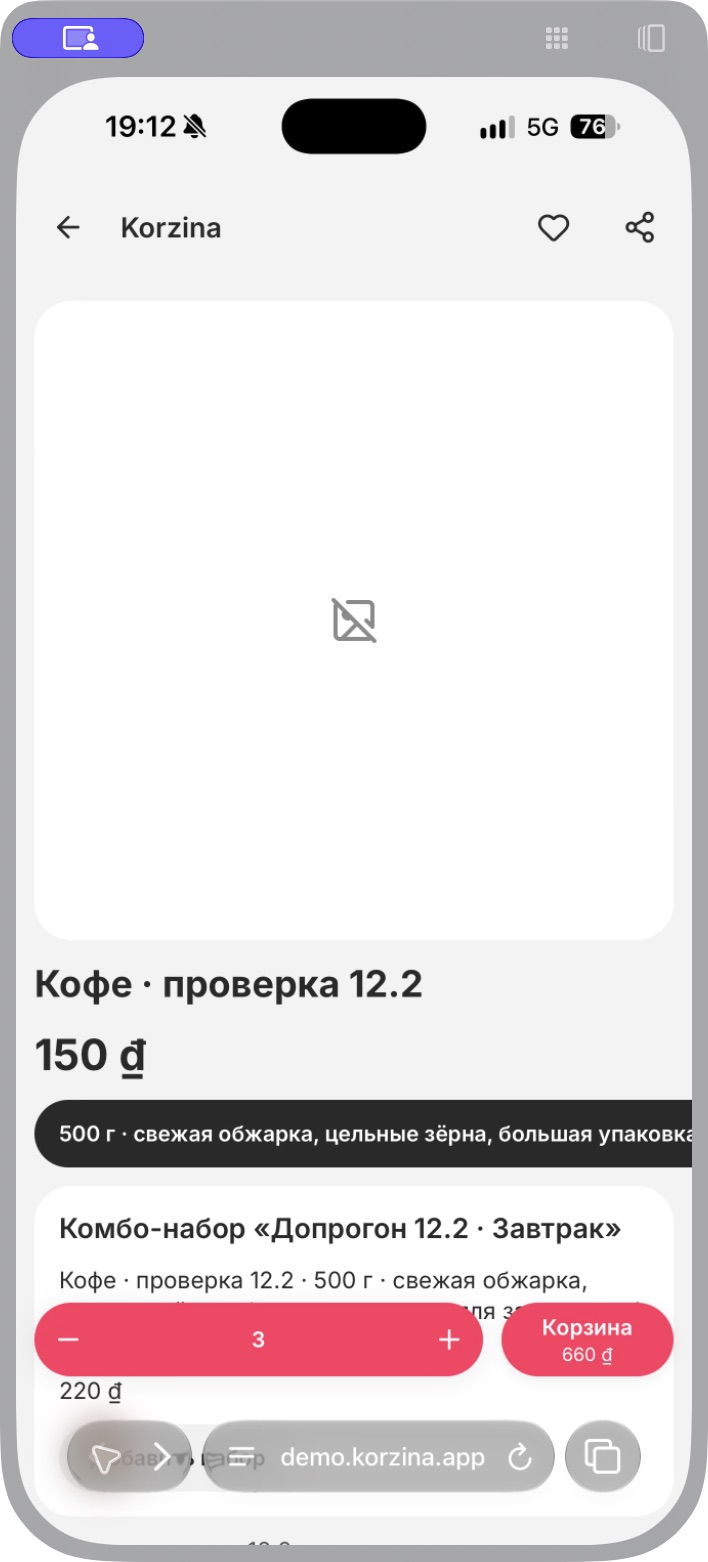 19:12
5G
76
Korzina
Кофе · проверка 12.2
150 ₫
500 г · свежая обжарка, цельные зёрна, большая упаковка
Комбо-набор «Допрогон 12.2 · Завтрак»
Кофе · проверка 12.2 · 500 г · свежая обжарка,
3
Корзина
660 ₫
220 ₫
demo.korzina.app